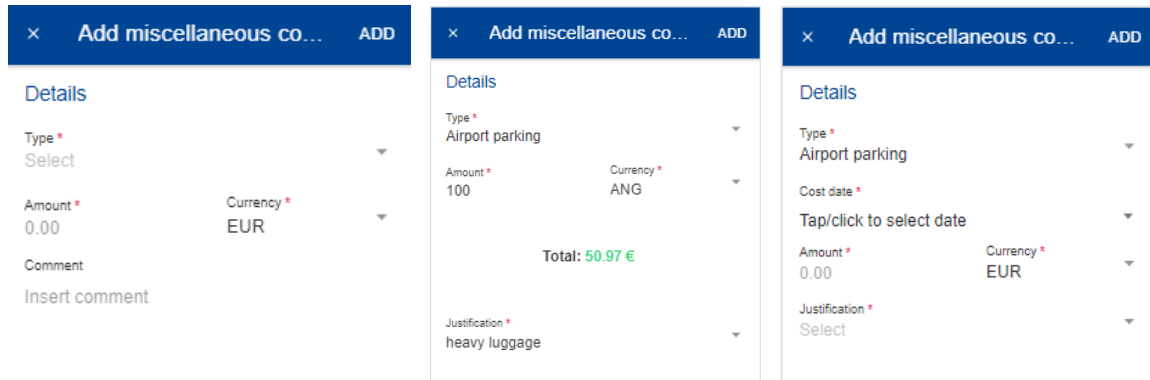 × Add miscellaneous co... ADD
Details
Type *
Select
Amount * Currency *
0.00 EUR
Comment
Insert comment
× Add miscellaneous co... ADD
Details
Type *
Airport parking
Amount * Currency *
100 ANG
Total: 50.97 €
Justification *
heavy luggage
× Add miscellaneous co... ADD
Details
Type *
Airport parking
Cost date *
Tap/click to select date
Amount * Currency *
0.00 EUR
Justification *
Select